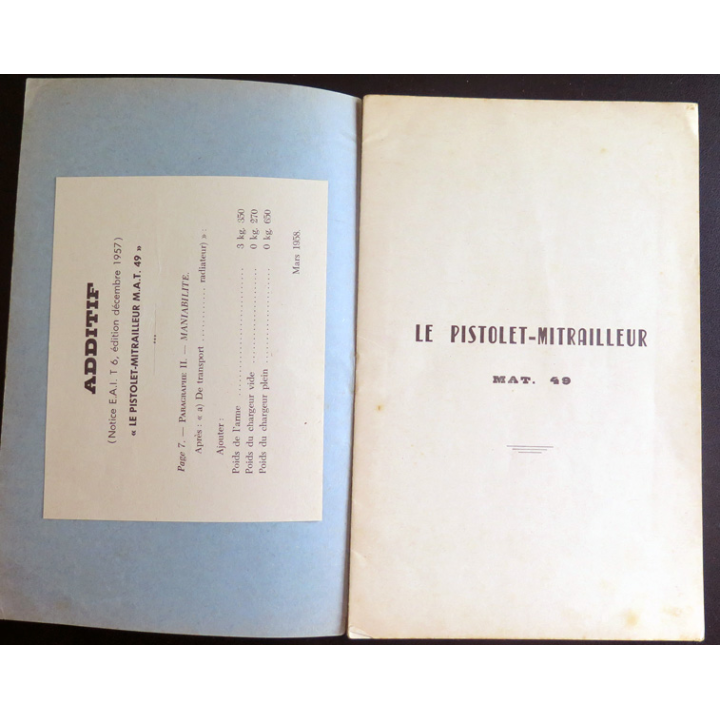 ADDITIF
(Notice E.A.I. T 6, édition décembre 1957)
« LE PISTOLET-MITRAILLEUR M.A.T. 49 »
Page 7. — PARAGRAPHE II. — MANIABILITE.
Après : « a) De transport ............ radiateur) » :
Ajouter :
Poids de l'arme .............................. 3 kg. 350
Poids du chargeur vide .................. 0 kg. 270
Poids du chargeur plein .................. 0 kg. 650
Mars 1958.
LE PISTOLET-MITRAILLEUR
MAT. 49